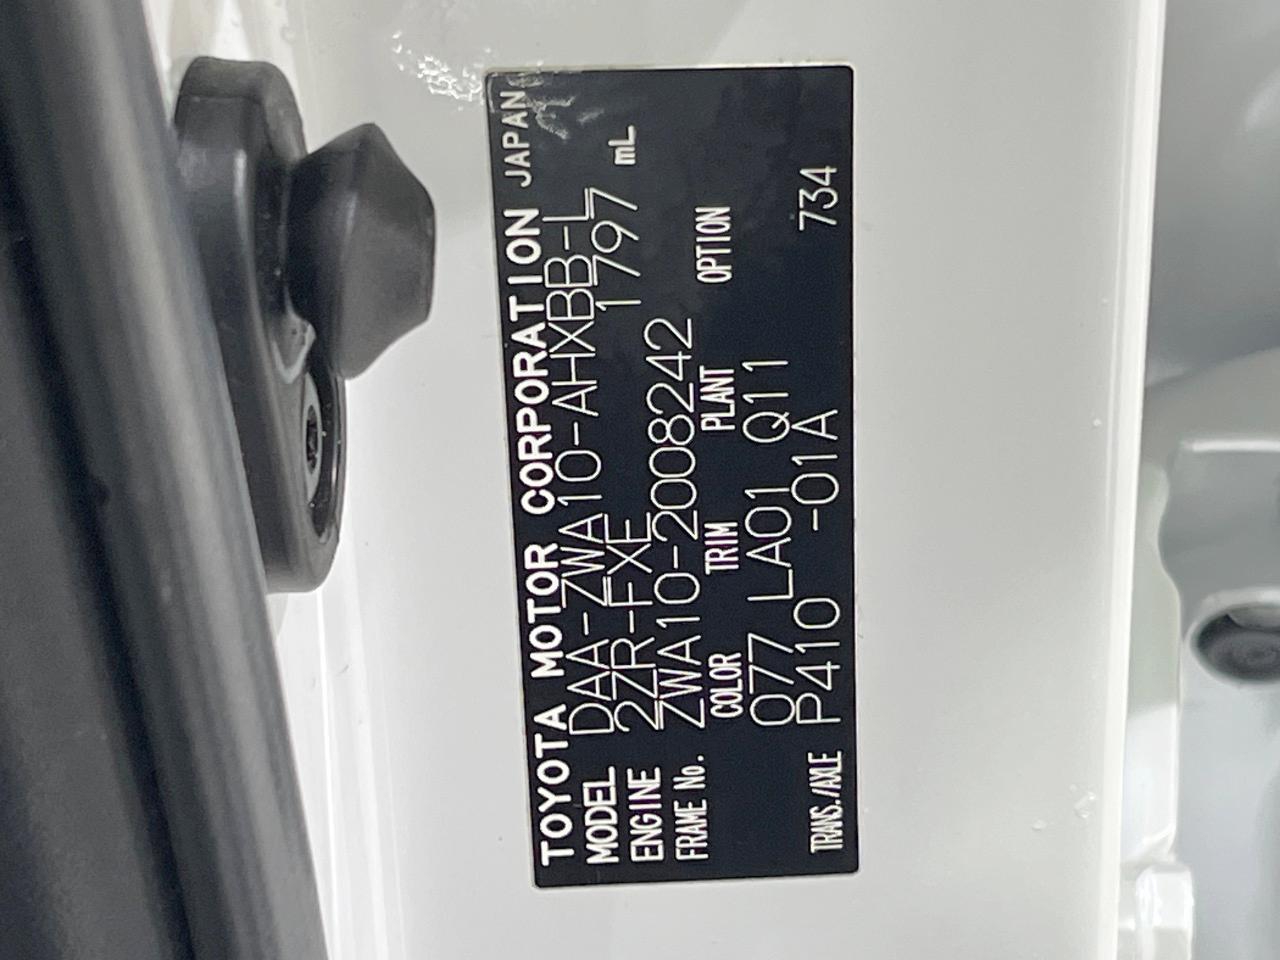 TOYOTA MOTOR CORPORATION JAPAN
MODEL DAA-ZWA10-AHXBB-L
ENGINE 2ZR-FXE 1797 mL
FRAME No. ZWA10-2008242
COLOR TRIM PLANT OPTION
077 LA01 Q11
TRANS./AXLE P410 -01A 734